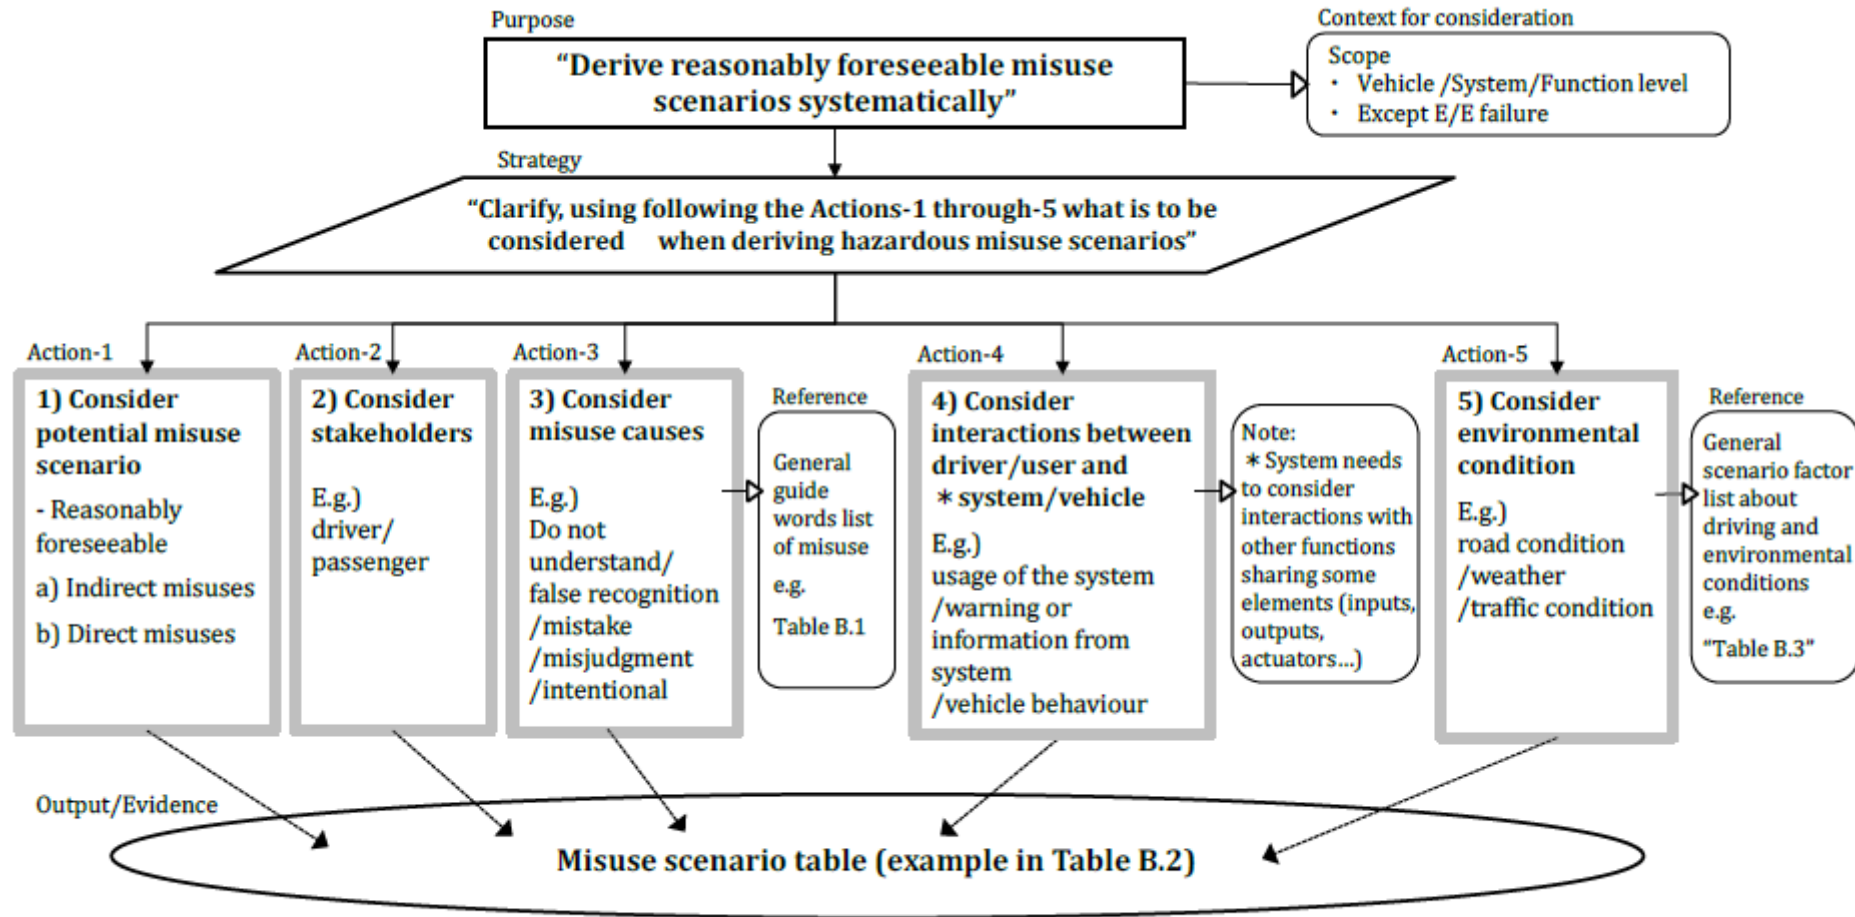 Purpose
“Derive reasonably foreseeable misuse
scenarios systematically”
Context for consideration
Scope
・ Vehicle /System/Function level
・ Except E/E failure
Strategy
“Clarify, using following the Actions-1 through-5 what is to be
considered when deriving hazardous misuse scenarios”
Action-1
1) Consider
potential misuse
scenario
- Reasonably
foreseeable
a) Indirect misuses
b) Direct misuses
Action-2
2) Consider
stakeholders
E.g.)
driver/
passenger
Action-3
3) Consider
misuse causes
E.g.)
Do not
understand/
false recognition
/mistake
/misjudgment
/intentional
Reference
General
guide
words list
of misuse
e.g.
Table B.1
Action-4
4) Consider
interactions between
driver/user and
＊system/vehicle
E.g.)
usage of the system
/warning or
information from
system
/vehicle behaviour
Note:
＊System needs
to consider
interactions with
other functions
sharing some
elements (inputs,
outputs,
actuators...)
Action-5
5) Consider
environmental
condition
E.g.)
road condition
/weather
/traffic condition
Reference
General
scenario factor
list about
driving and
environmental
conditions
e.g.
“Table B.3”
Output/Evidence
Misuse scenario table (example in Table B.2)